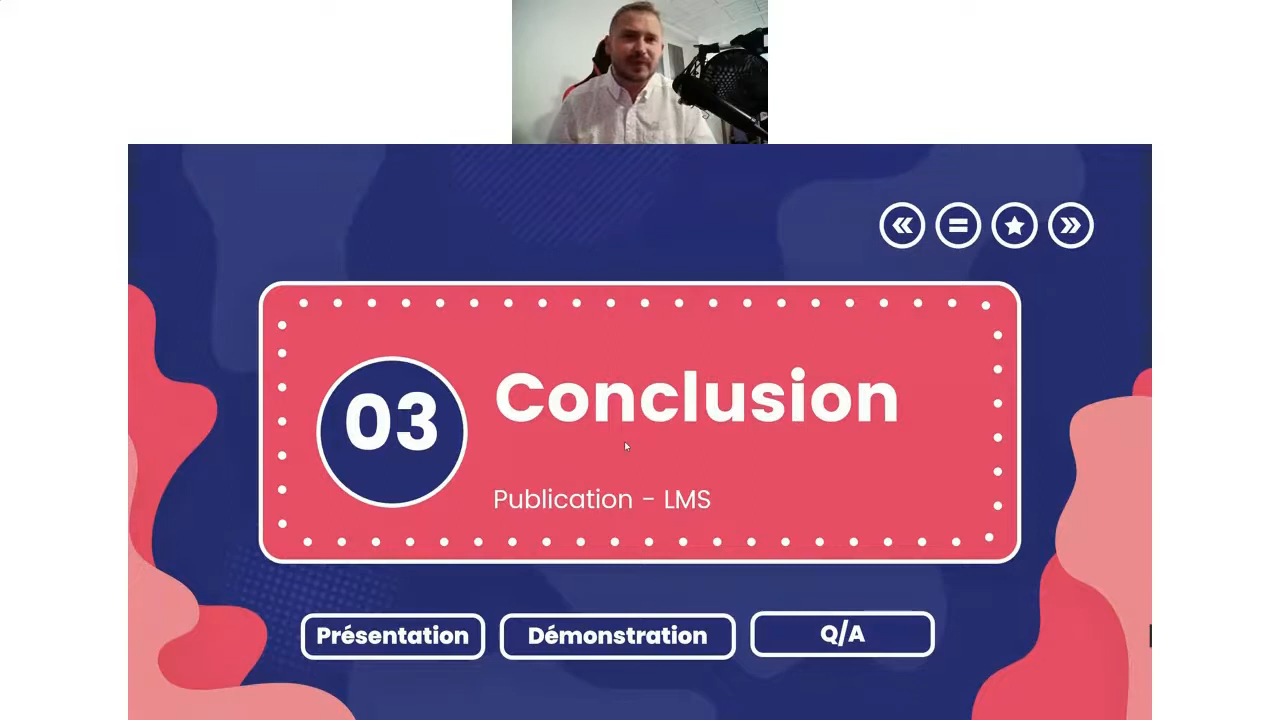 03
Conclusion
Publication - LMS
Présentation
Démonstration
Q/A